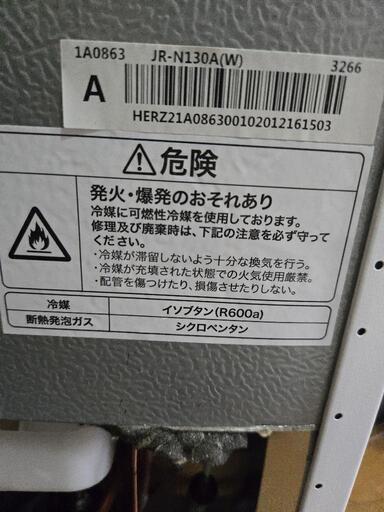 1A0863 JR-N130A(W) 3266
A
HERZ21A086300102012161503
危険
発火・爆発のおそれあり
冷媒に可燃性冷媒を使用しております。
修理及び廃棄時は、下記の注意を必ず守って
ください。
・冷媒が滞留しないよう十分な換気を行う。
・冷媒が充填された状態での火気使用厳禁。
・配管を傷つけたり、損傷させたりしない。
冷媒 イソブタン(R600a)
断熱発泡ガス シクロペンタン